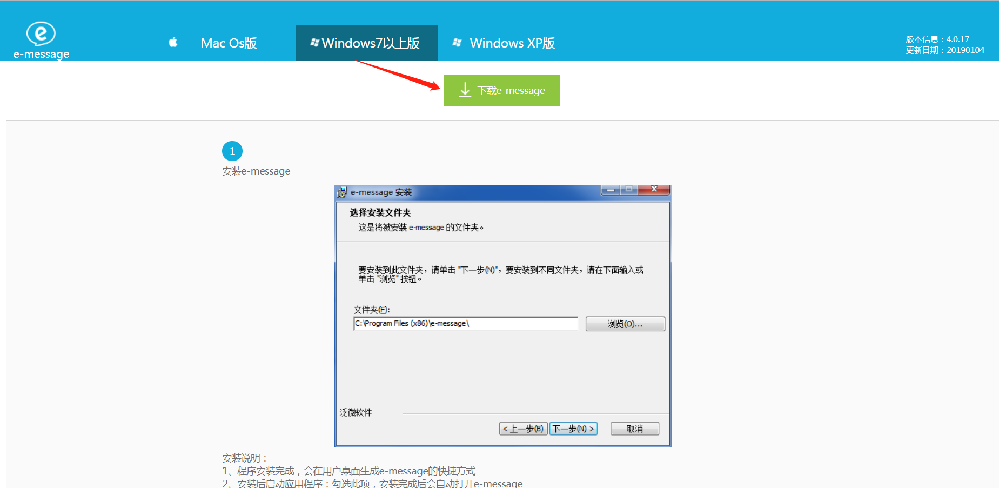 e
e-message
Mac Os版
Windows7以上版
Windows XP版
版本信息：4.0.17
更新日期：20190104
下载e-message
1
安装e-message
e-message 安装
选择安装文件夹
这是将被安装 e-message 的文件夹。
要安装到此文件夹，请单击 "下一步(N)"，要安装到不同文件夹，请在下面输入或
单击 "浏览" 按钮。
文件夹(F):
C:\Program Files (x86)\e-message\
浏览(O)...
泛微软件
< 上一步(B)
下一步(N) >
取消
安装说明：
1、程序安装完成，会在用户桌面生成e-message的快捷方式
2、安装后启动应用程序：勾选此项，安装完成后会自动打开e-message